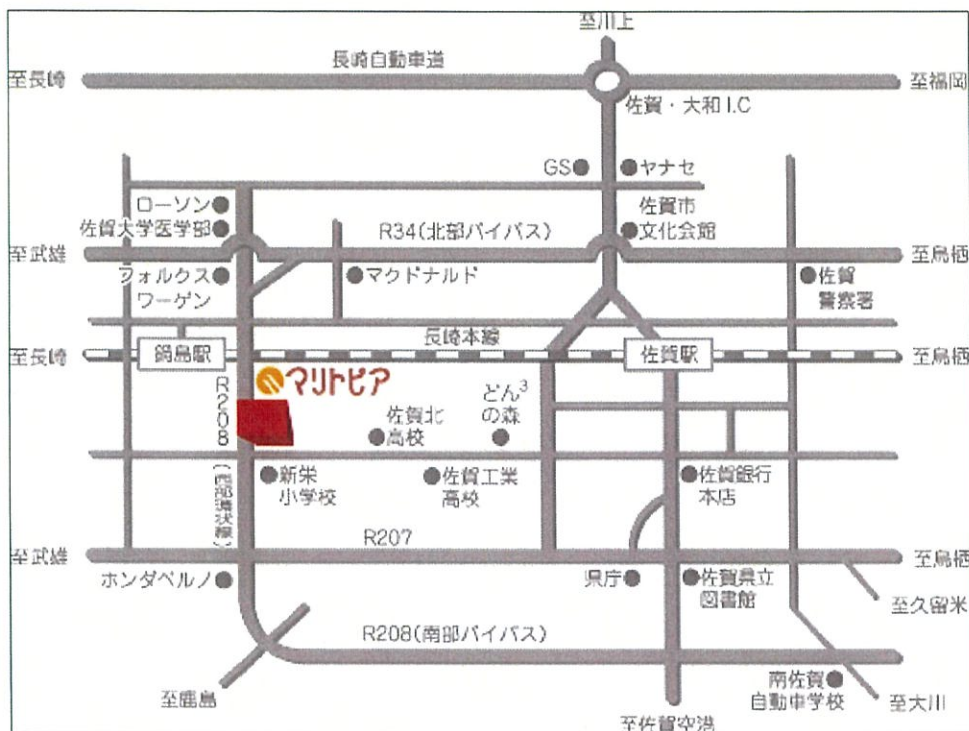 至川上
長崎自動車道
至長崎
至福岡
佐賀・大和I.C
GS
ヤナセ
ローソン
佐賀大学医学部
佐賀市
文化会館
R34(北部バイパス)
至武雄
至鳥栖
フォルクス
ワーゲン
マクドナルド
佐賀
警察署
長崎本線
至長崎
鍋島駅
佐賀駅
至鳥栖
マリトピア
R208(西部環状線)
佐賀北
高校
どん3
の森
新栄
小学校
佐賀工業
高校
佐賀銀行
本店
R207
至武雄
至鳥栖
ホンダベルノ
県庁
佐賀県立
図書館
至久留米
R208(南部バイパス)
至鹿島
南佐賀
自動車学校
至大川
至佐賀空港